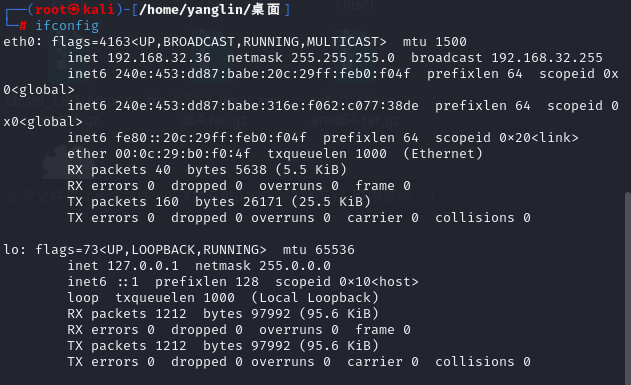 ┌──(root㉿kali)-[/home/yanglin/桌面]
└─# ifconfig
eth0: flags=4163<UP,BROADCAST,RUNNING,MULTICAST>  mtu 1500
        inet 192.168.32.36  netmask 255.255.255.0  broadcast 192.168.32.255
        inet6 240e:453:dd87:babe:20c:29ff:feb0:f04f  prefixlen 64  scopeid 0x
0<global>
        inet6 240e:453:dd87:babe:316e:f062:c077:38de  prefixlen 64  scopeid 0
x0<global>
        inet6 fe80::20c:29ff:feb0:f04f  prefixlen 64  scopeid 0×20<link>
        ether 00:0c:29:b0:f0:4f  txqueuelen 1000  (Ethernet)
        RX packets 40  bytes 5638 (5.5 KiB)
        RX errors 0  dropped 0  overruns 0  frame 0
        TX packets 160  bytes 26171 (25.5 KiB)
        TX errors 0  dropped 0 overruns 0  carrier 0  collisions 0

lo: flags=73<UP,LOOPBACK,RUNNING>  mtu 65536
        inet 127.0.0.1  netmask 255.0.0.0
        inet6 ::1  prefixlen 128  scopeid 0×10<host>
        loop  txqueuelen 1000  (Local Loopback)
        RX packets 1212  bytes 97992 (95.6 KiB)
        RX errors 0  dropped 0  overruns 0  frame 0
        TX packets 1212  bytes 97992 (95.6 KiB)
        TX errors 0  dropped 0 overruns 0  carrier 0  collisions 0